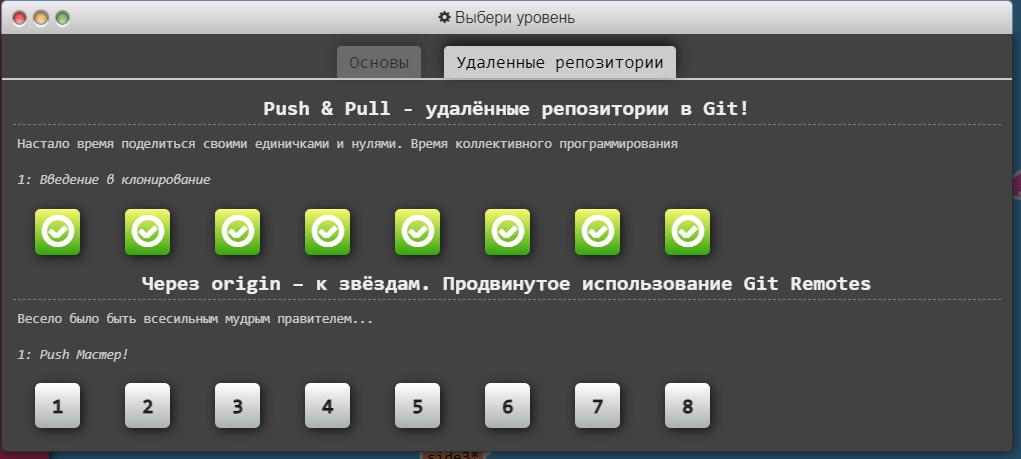 Выбери уровень
Основы
Удаленные репозитории
Push & Pull - удалённые репозитории в Git!
Настало время поделиться своими единичками и нулями. Время коллективного программирования
1: Введение в клонирование
Через origin – к звёздам. Продвинутое использование Git Remotes
Весело было быть всесильным мудрым правителем...
1: Push Мастер!
1 2 3 4 5 6 7 8
side3*